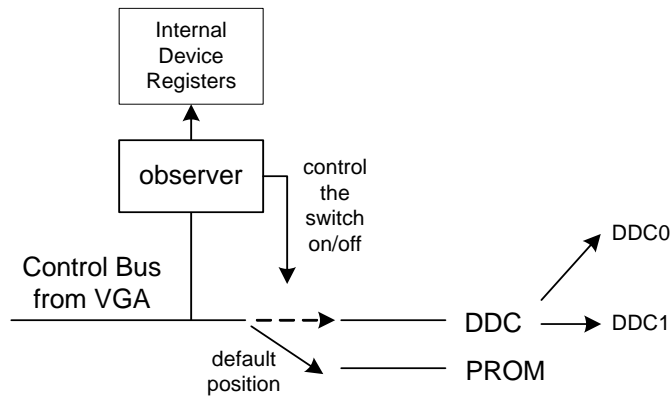 Internal
Device
Registers
observer
control
the
switch
on/off
Control Bus
from VGA
DDC0
DDC
DDC1
default
position
PROM